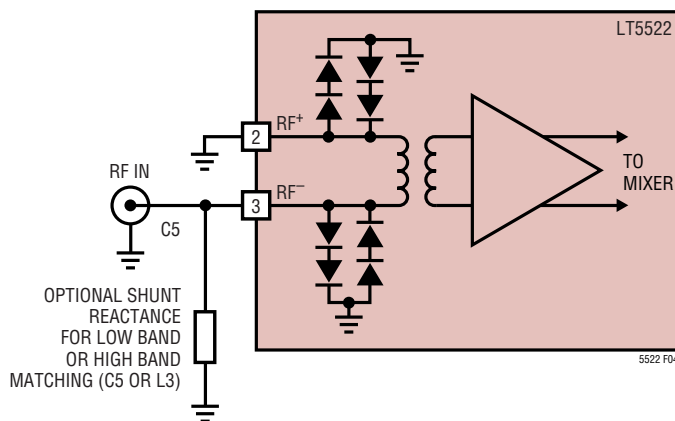 LT5522
RF⁺
2
RF IN
RF⁻
3
C5
TO
MIXER
OPTIONAL SHUNT
REACTANCE
FOR LOW BAND
OR HIGH BAND
MATCHING (C5 OR L3)
5522 F04